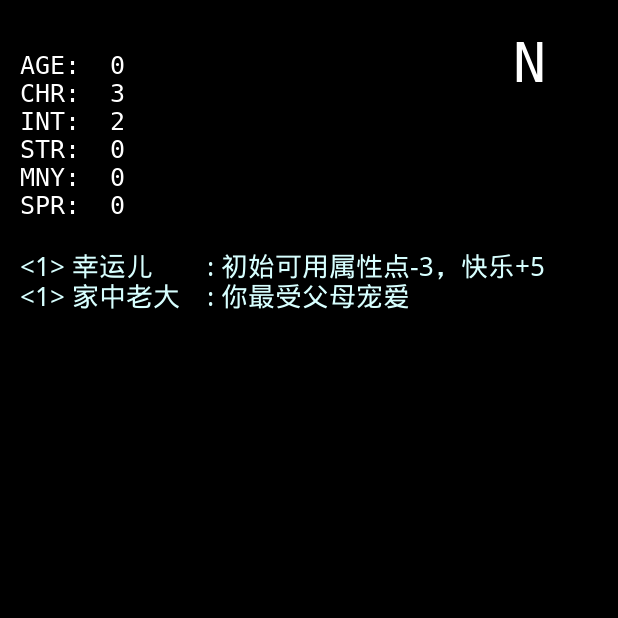 N
AGE: 0
CHR: 3
INT: 2
STR: 0
MNY: 0
SPR: 0
<1> 幸运儿 : 初始可用属性点-3，快乐+5
<1> 家中老大 : 你最受父母宠爱